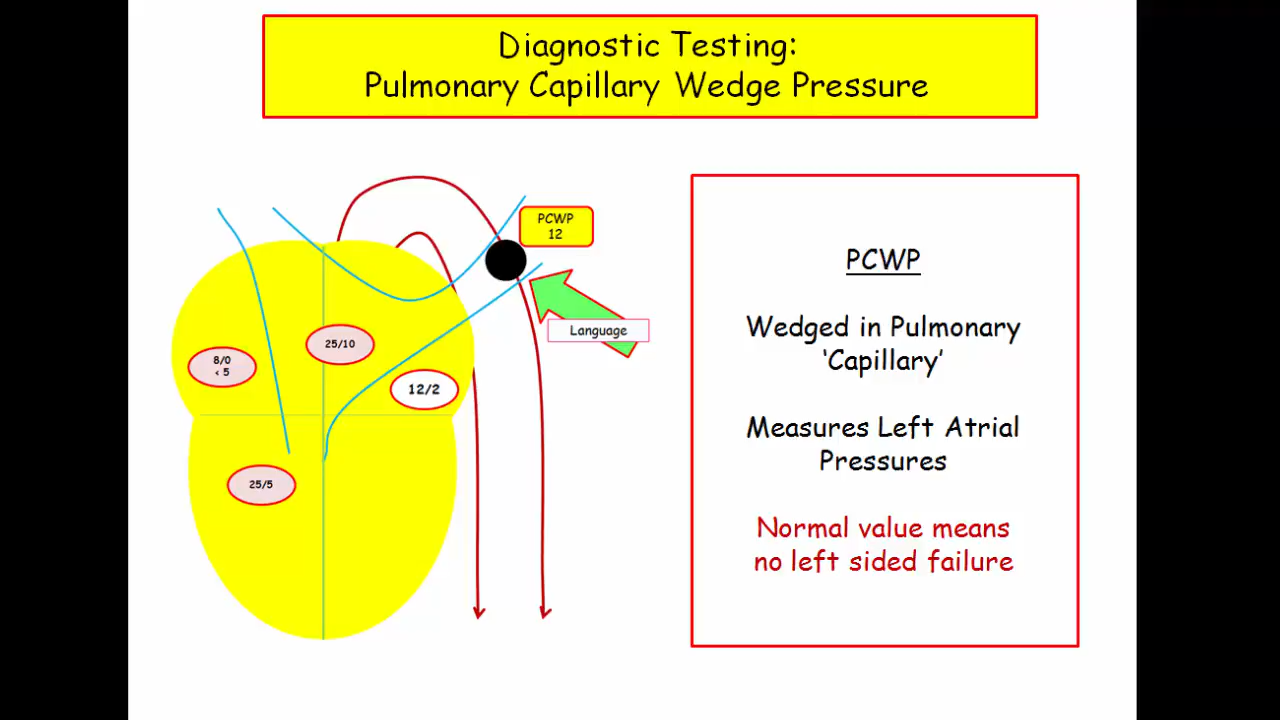 Diagnostic Testing:
Pulmonary Capillary Wedge Pressure
PCWP
12
Language
25/10
8/0
< 5
12/2
25/5
PCWP
Wedged in Pulmonary
'Capillary'
Measures Left Atrial
Pressures
Normal value means
no left sided failure